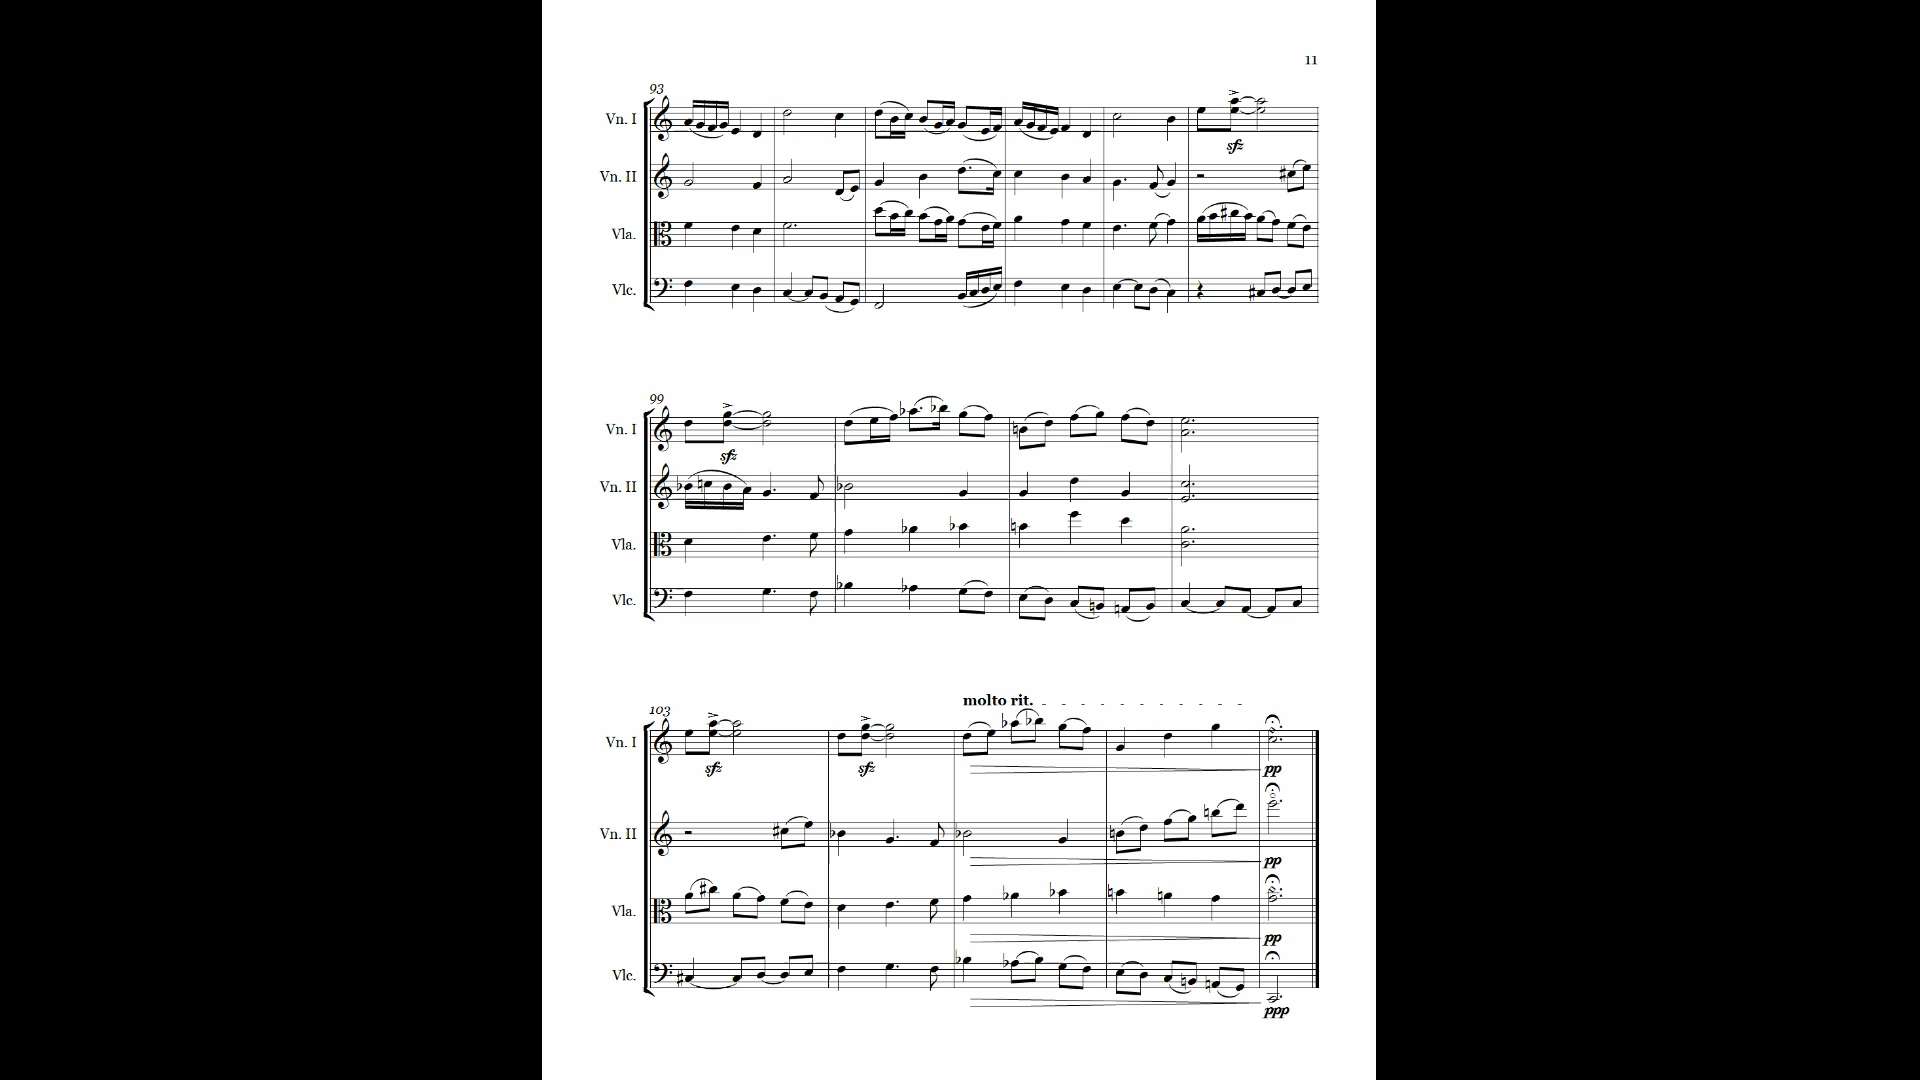 11
93
Vn. I
sfz
Vn. II
Vla.
Vlc.
99
Vn. I
sfz
Vn. II
Vla.
Vlc.
molto rit.
103
Vn. I
sfz sfz pp
Vn. II
pp
Vla.
pp
Vlc.
ppp